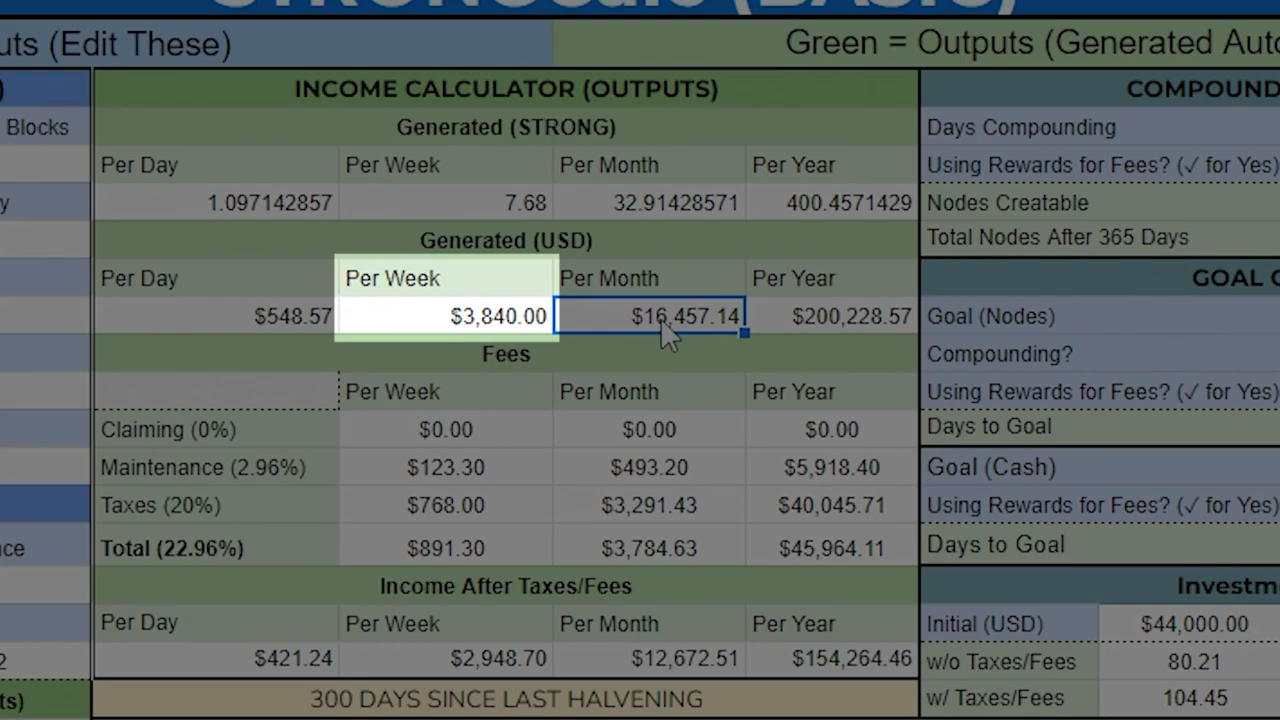 STRONGcalc (BASIC)
uts (Edit These) Green = Outputs (Generated Auto
) INCOME CALCULATOR (OUTPUTS) COMPOUND
Blocks Generated (STRONG) Days Compounding
Per Day Per Week Per Month Per Year Using Rewards for Fees? (✓ for Yes)
y 1.097142857 7.68 32.91428571 400.4571429 Nodes Creatable
Generated (USD) Total Nodes After 365 Days
Per Day Per Week Per Month Per Year GOAL C
$548.57 $3,840.00 $16,457.14 $200,228.57 Goal (Nodes)
Fees Compounding?
Per Week Per Month Per Year Using Rewards for Fees? (✓ for Yes)
Claiming (0%) $0.00 $0.00 $0.00 Days to Goal
Maintenance (2.96%) $123.30 $493.20 $5,918.40 Goal (Cash)
Taxes (20%) $768.00 $3,291.43 $40,045.71 Using Rewards for Fees? (✓ for Yes)
ce Total (22.96%) $891.30 $3,784.63 $45,964.11 Days to Goal
Income After Taxes/Fees Investm
Per Day Per Week Per Month Per Year Initial (USD) $44,000.00
2 $421.24 $2,948.70 $12,672.51 $154,264.46 w/o Taxes/Fees 80.21
ts) 300 DAYS SINCE LAST HALVENING w/ Taxes/Fees 104.45